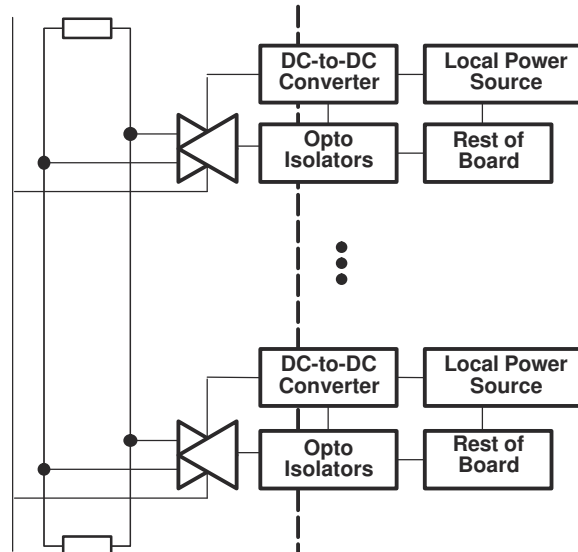 DC-to-DC
Converter
Local Power
Source
Opto
Isolators
Rest of
Board
DC-to-DC
Converter
Local Power
Source
Opto
Isolators
Rest of
Board